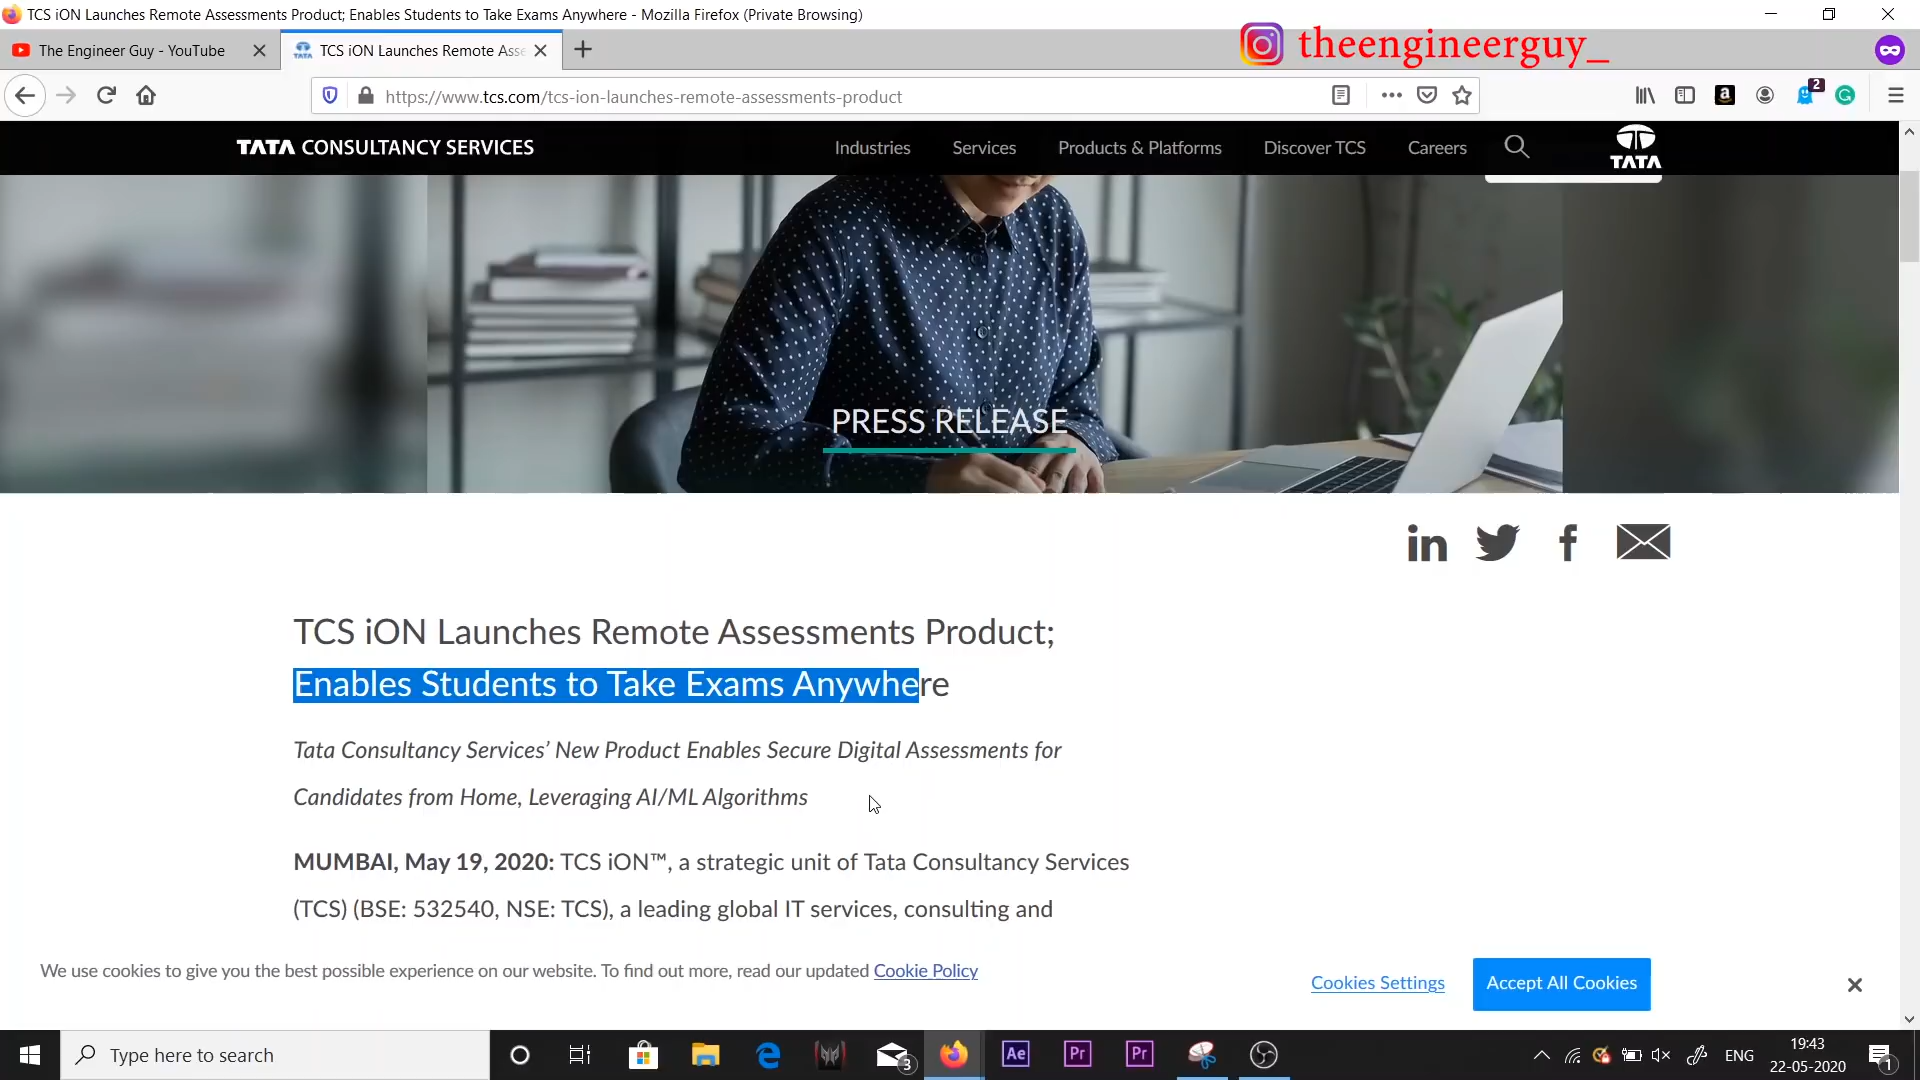 TCS iON Launches Remote Assessments Product; Enables Students to Take Exams Anywhere - Mozilla Firefox (Private Browsing)
theengineerguy_
The Engineer Guy - YouTube
TCS iON Launches Remote Asse
https://www.tcs.com/tcs-ion-launches-remote-assessments-product
2
TATA CONSULTANCY SERVICES
Industries
Services
Products & Platforms
Discover TCS
Careers
TATA
PRESS RELEASE
TCS iON Launches Remote Assessments Product;
Enables Students to Take Exams Anywhere
Tata Consultancy Services’ New Product Enables Secure Digital Assessments for
Candidates from Home, Leveraging AI/ML Algorithms
MUMBAI, May 19, 2020: TCS iON™, a strategic unit of Tata Consultancy Services
(TCS) (BSE: 532540, NSE: TCS), a leading global IT services, consulting and
We use cookies to give you the best possible experience on our website. To find out more, read our updated Cookie Policy
Cookies Settings
Accept All Cookies
Type here to search
3
Ae
Pr
Pr
ENG
19:43
22-05-2020
1